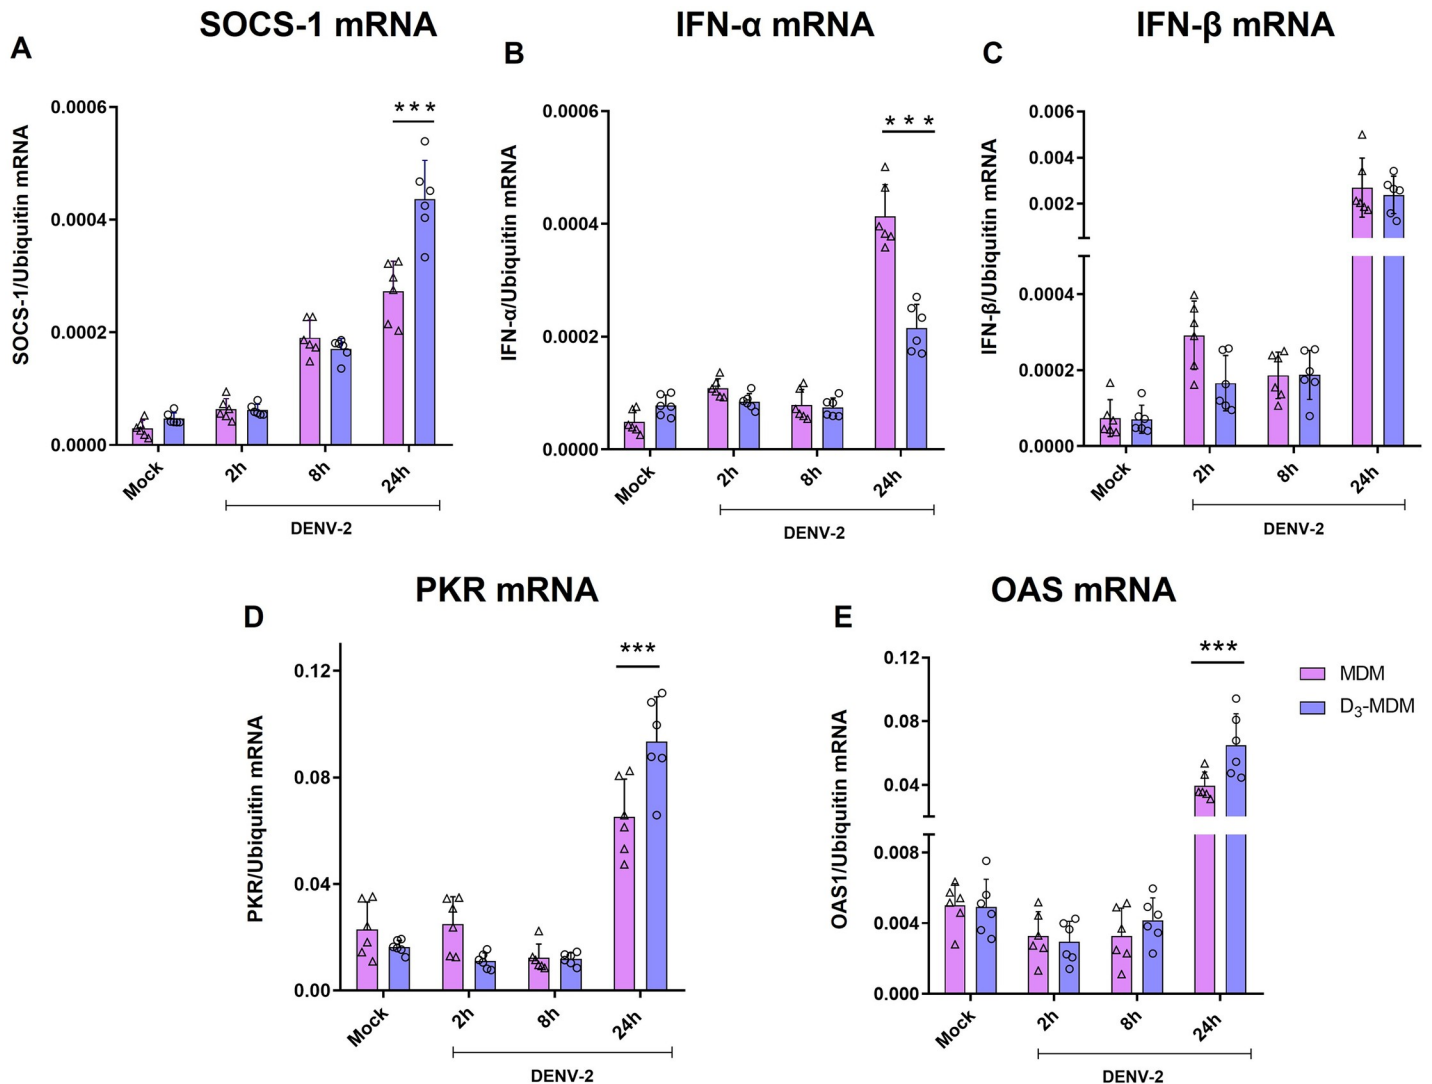 SOCS-1 mRNA
A
SOCS-1/Ubiquitin mRNA
0.0006
0.0004
0.0002
0.0000
***
Mock
2h
8h
24h
DENV-2
IFN-α mRNA
B
IFN-α/Ubiquitin mRNA
0.0006
0.0004
0.0002
0.0000
***
Mock
2h
8h
24h
DENV-2
IFN-β mRNA
C
IFN-β/Ubiquitin mRNA
0.006
0.004
0.002
0.0004
0.0002
0.0000
Mock
2h
8h
24h
DENV-2
PKR mRNA
D
PKR/Ubiquitin mRNA
0.12
0.08
0.04
0.00
***
Mock
2h
8h
24h
DENV-2
OAS mRNA
E
OAS1/Ubiquitin mRNA
0.12
0.08
0.04
0.008
0.004
0.000
***
Mock
2h
8h
24h
DENV-2
MDM
D3-MDM